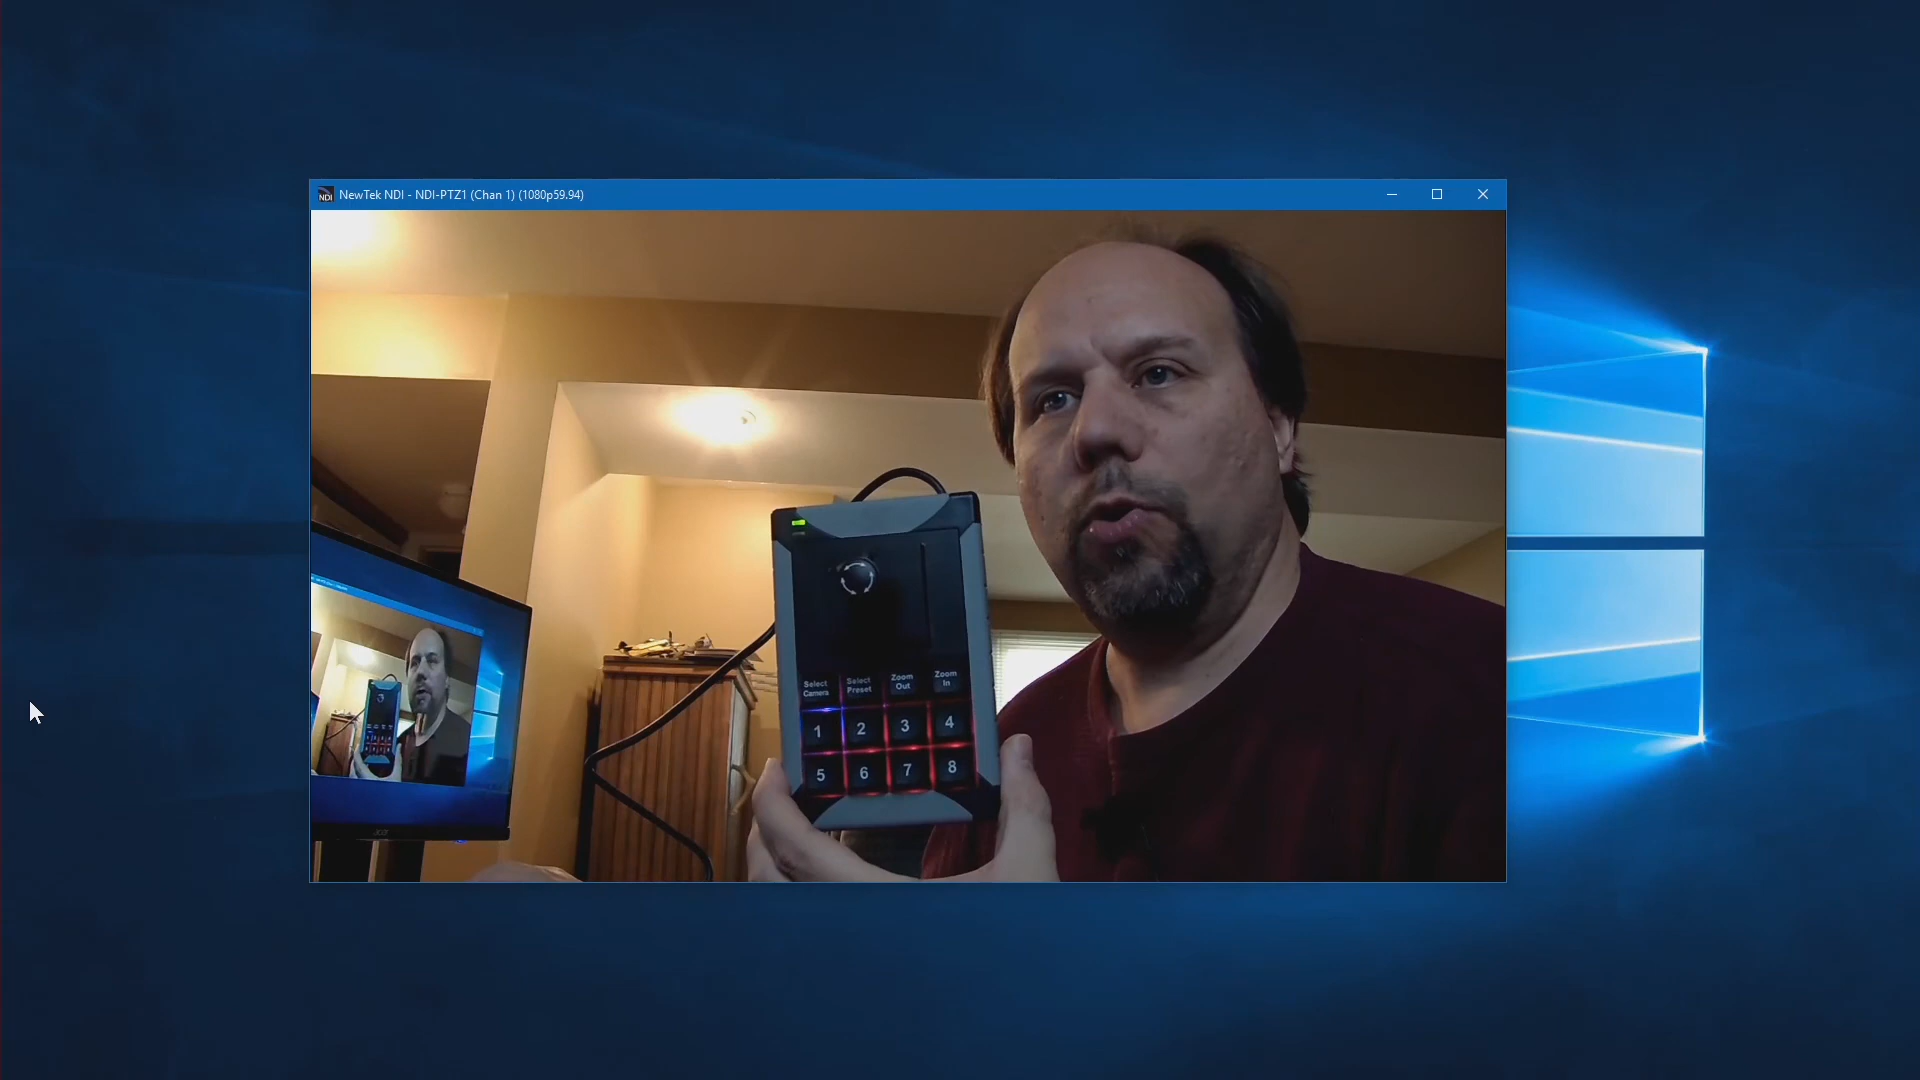 NDI NewTek NDI - NDI-PTZ1 (Chan 1) (1080p59.94)
Select Camera
Select Preset
Zoom Out
Zoom In
1 2 3 4
5 6 7 8
acer